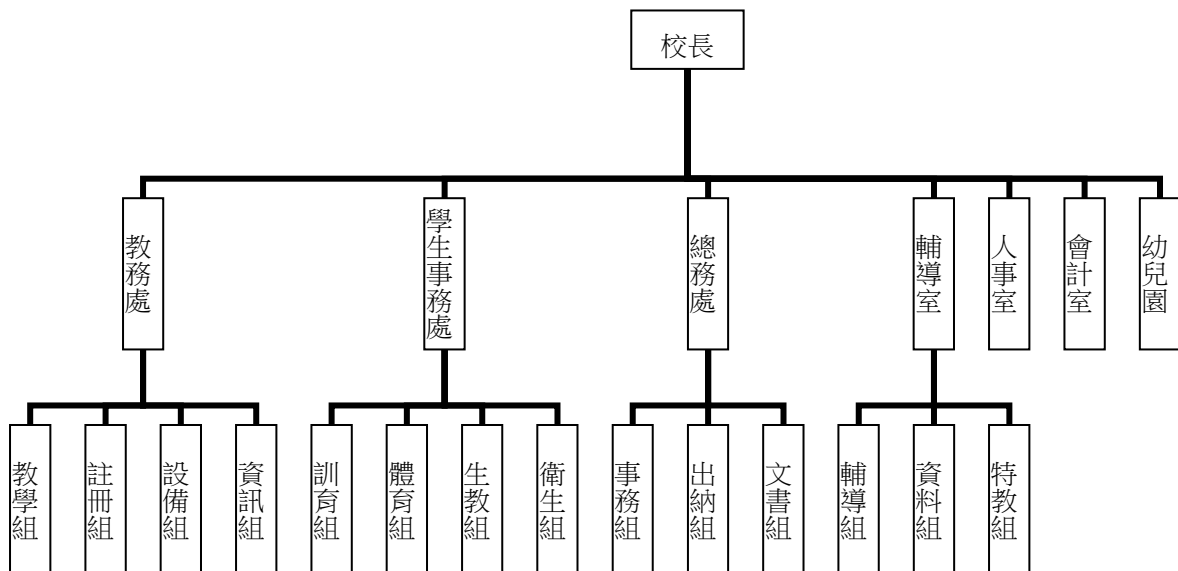 校長
教務處
學生事務處
總務處
輔導室
人事室
會計室
幼兒園
教學組
註冊組
設備組
資訊組
訓育組
體育組
生教組
衛生組
事務組
出納組
文書組
輔導組
資料組
特教組